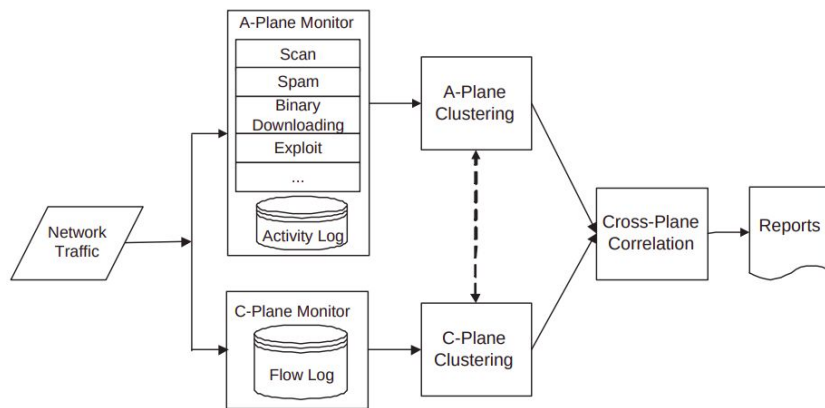 A-Plane Monitor
Scan
Spam
Binary
Downloading
Exploit
...
Activity Log
Network
Traffic
C-Plane Monitor
Flow Log
A-Plane
Clustering
C-Plane
Clustering
Cross-Plane
Correlation
Reports